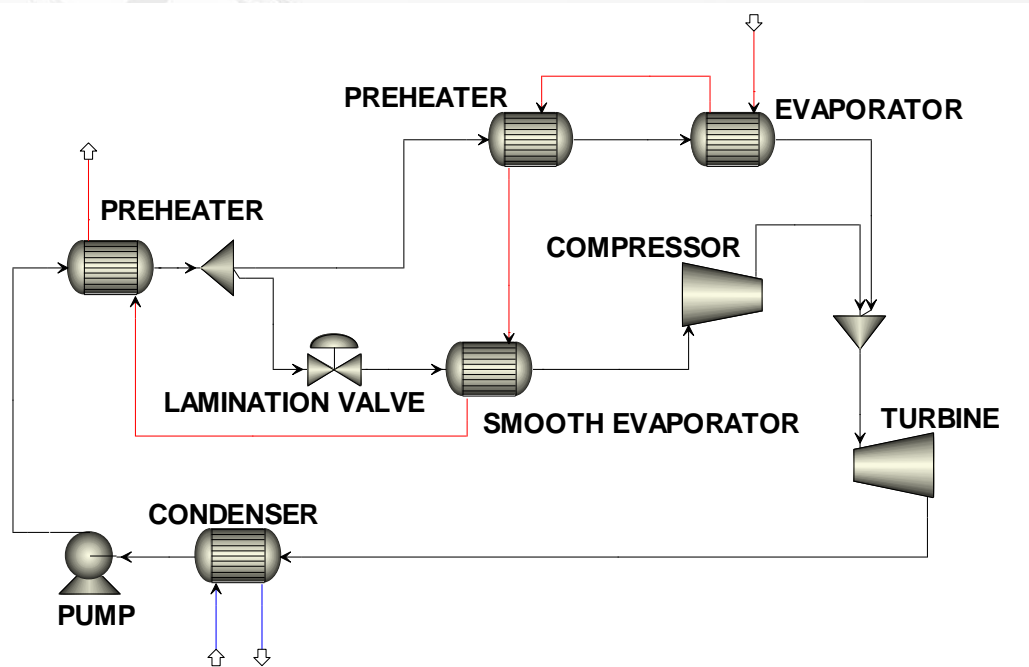 PREHEATER
EVAPORATOR
PREHEATER
COMPRESSOR
LAMINATION VALVE
SMOOTH EVAPORATOR
TURBINE
CONDENSER
PUMP